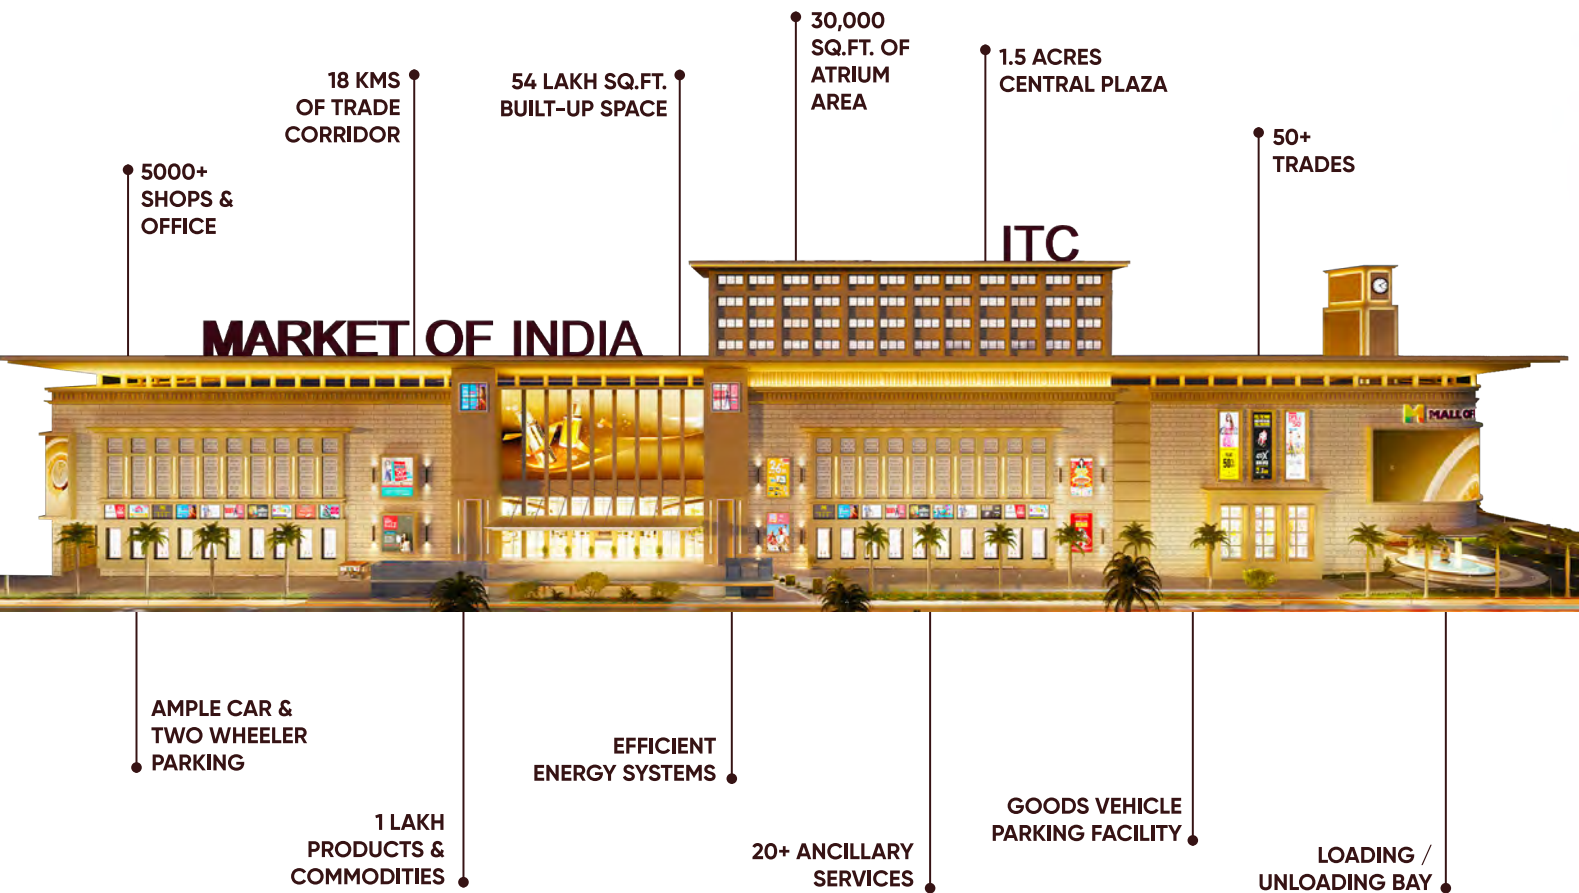 30,000
SQ.FT. OF
ATRIUM
AREA
1.5 ACRES
CENTRAL PLAZA
18 KMS
OF TRADE
CORRIDOR
54 LAKH SQ.FT.
BUILT-UP SPACE
50+
TRADES
5000+
SHOPS &
OFFICE
ITC
MARKET OF INDIA
MALL OF
AMPLE CAR &
TWO WHEELER
PARKING
EFFICIENT
ENERGY SYSTEMS
1 LAKH
PRODUCTS &
COMMODITIES
GOODS VEHICLE
PARKING FACILITY
20+ ANCILLARY
SERVICES
LOADING /
UNLOADING BAY